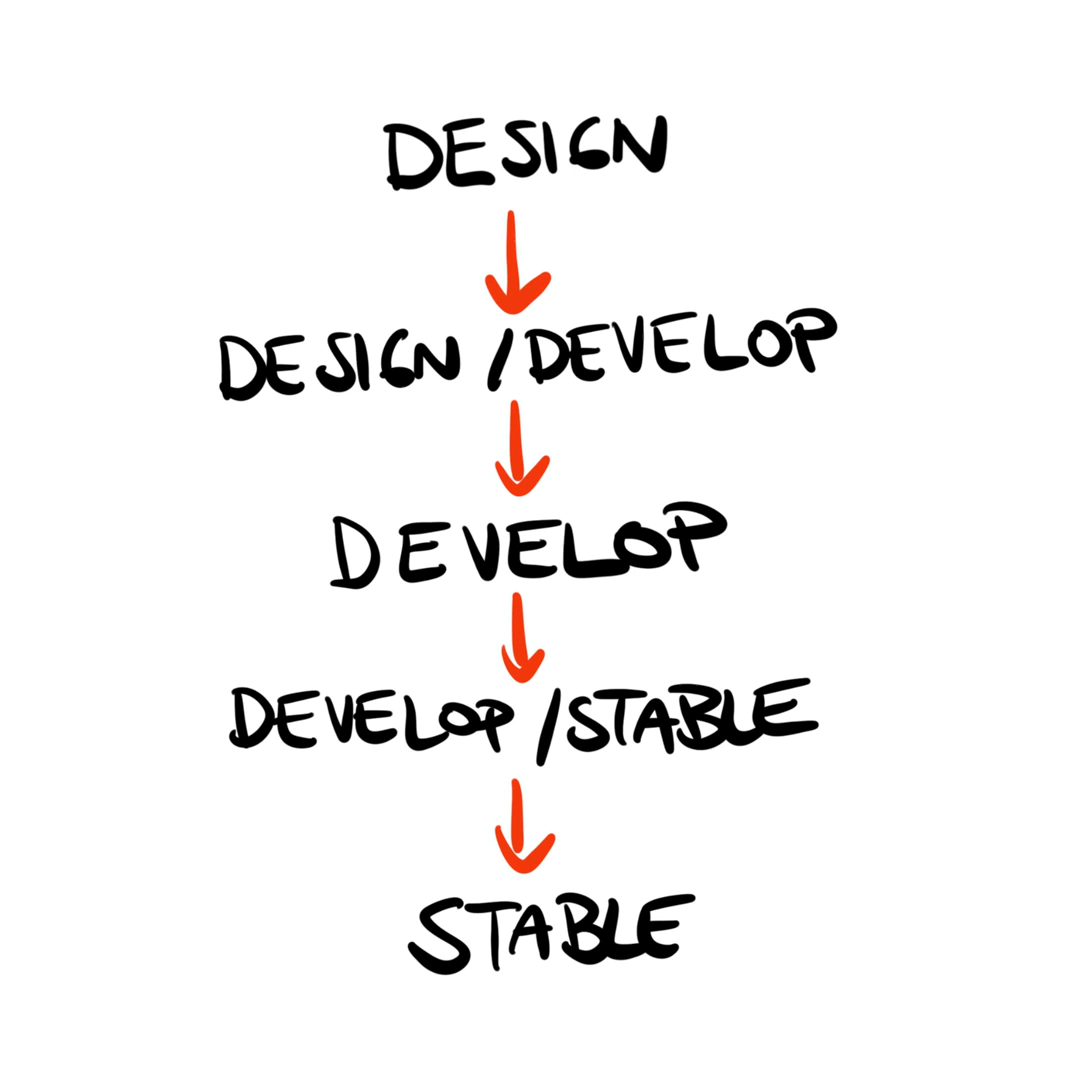 DESIGN
DESIGN / DEVELOP
DEVELOP
DEVELOP / STABLE
STABLE